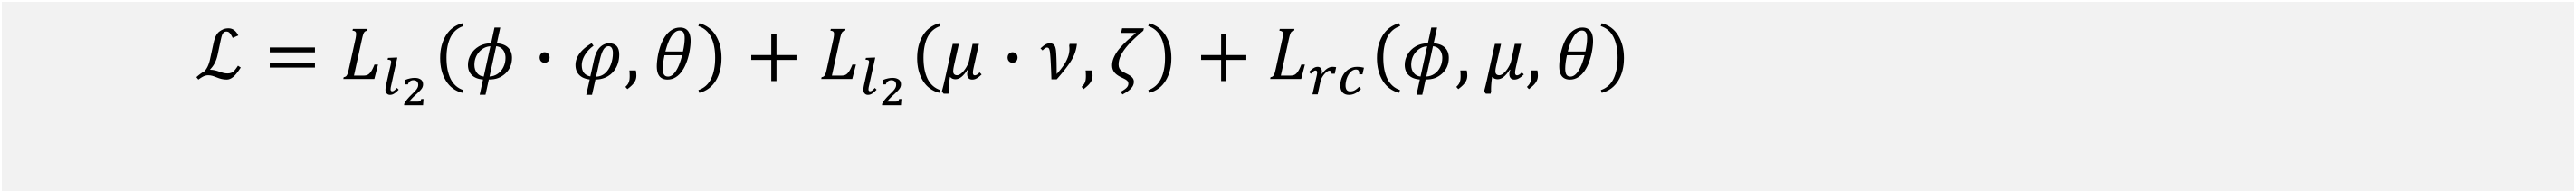 ℒ = L_{l_2}(ϕ · φ, θ) + L_{l_2}(μ · ν, ζ) + L_{rc}(ϕ, μ, θ)